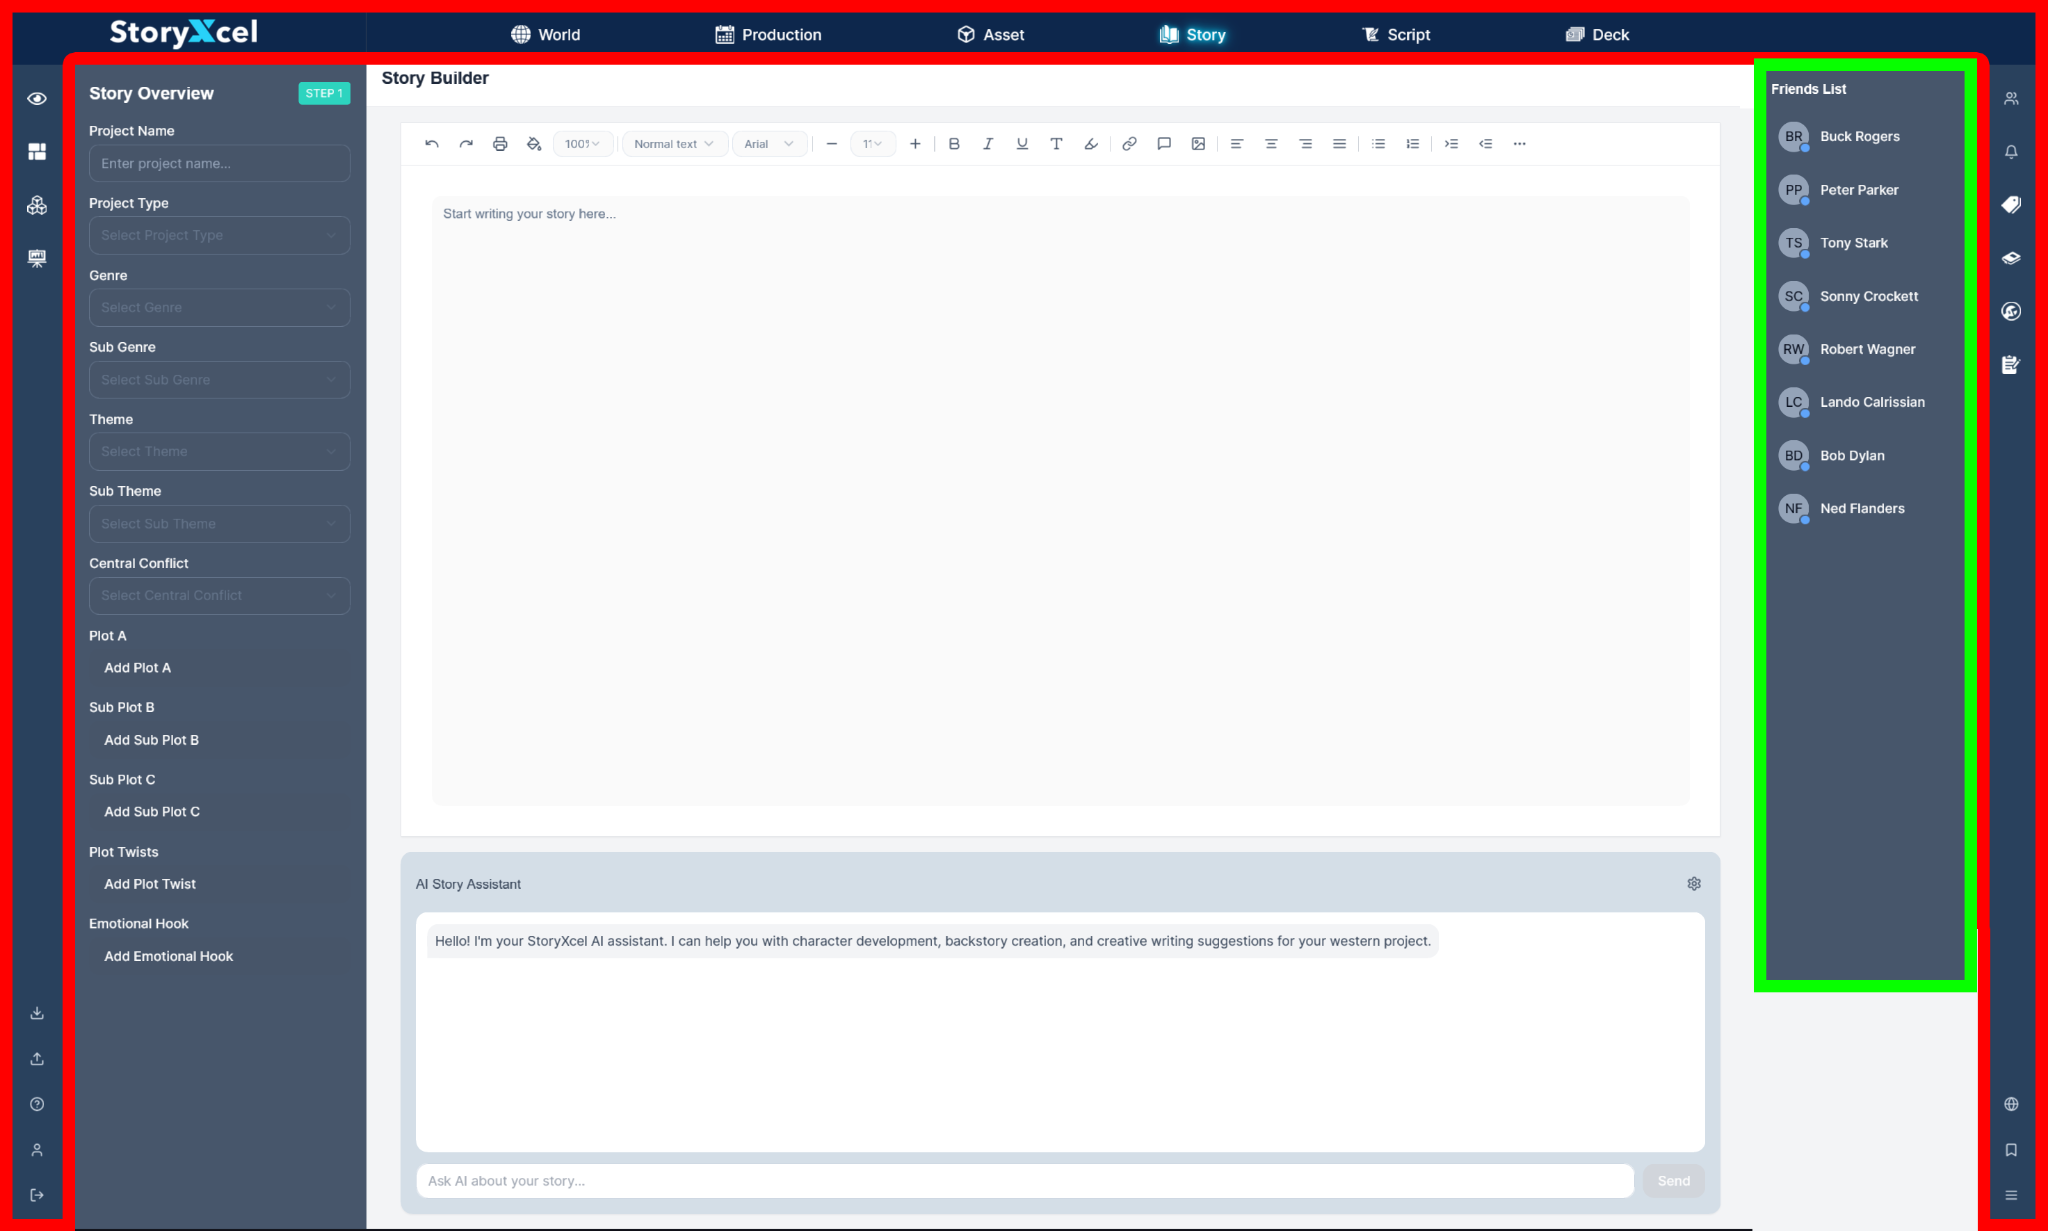 StoryXcel
World
Production
Asset
Story
Script
Deck
Story Overview
STEP 1
Project Name
Enter project name...
Project Type
Select Project Type
Genre
Select Genre
Sub Genre
Select Sub Genre
Theme
Select Theme
Sub Theme
Select Sub Theme
Central Conflict
Select Central Conflict
Plot A
Add Plot A
Sub Plot B
Add Sub Plot B
Sub Plot C
Add Sub Plot C
Plot Twists
Add Plot Twist
Emotional Hook
Add Emotional Hook
Story Builder
100%
Normal text
Arial
11
Start writing your story here...
AI Story Assistant
Hello! I'm your StoryXcel AI assistant. I can help you with character development, backstory creation, and creative writing suggestions for your western project.
Ask AI about your story...
Send
Friends List
BR Buck Rogers
PP Peter Parker
TS Tony Stark
SC Sonny Crockett
RW Robert Wagner
LC Lando Calrissian
BD Bob Dylan
NF Ned Flanders